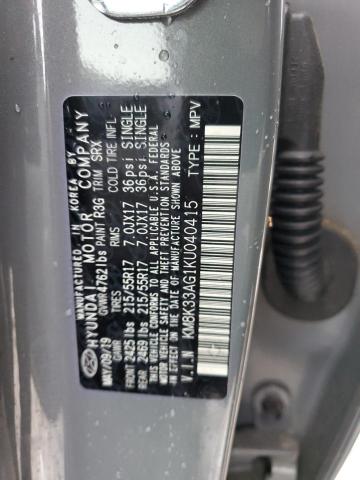 MANUFACTURED IN KOREA BY
HYUNDAI MOTOR COMPANY
MAY/09/19 GVWR 4762 lbs PAINT R3G TRIM SRX
GAWR TIRES RIMS COLD TIRE INFL
FRONT 2425 lbs 215/55R17 7.0JX17 36psi SINGLE
REAR 2469 lbs 215/55R17 7.0JX17 36psi SINGLE
THIS VEHICLE CONFORMS TO ALL APPLICABLE U.S.A. FEDERAL
MOTOR VEHICLE SAFETY, BUMPER AND THEFT PREVENTION
STANDARDS IN EFFECT ON THE DATE OF MANUFACTURE
SHOWN ABOVE.
V.I.N KM8K33AG1KU040415 TYPE : MPV